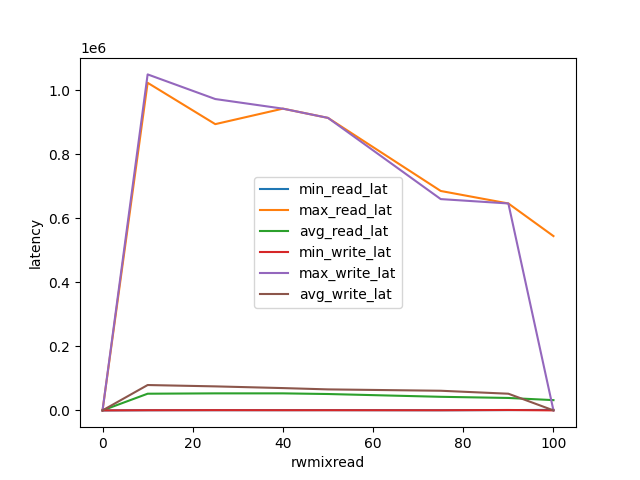 1e6
1.0
0.8
0.6
0.4
0.2
0.0
latency
min_read_lat
max_read_lat
avg_read_lat
min_write_lat
max_write_lat
avg_write_lat
0 20 40 60 80 100
rwmixread